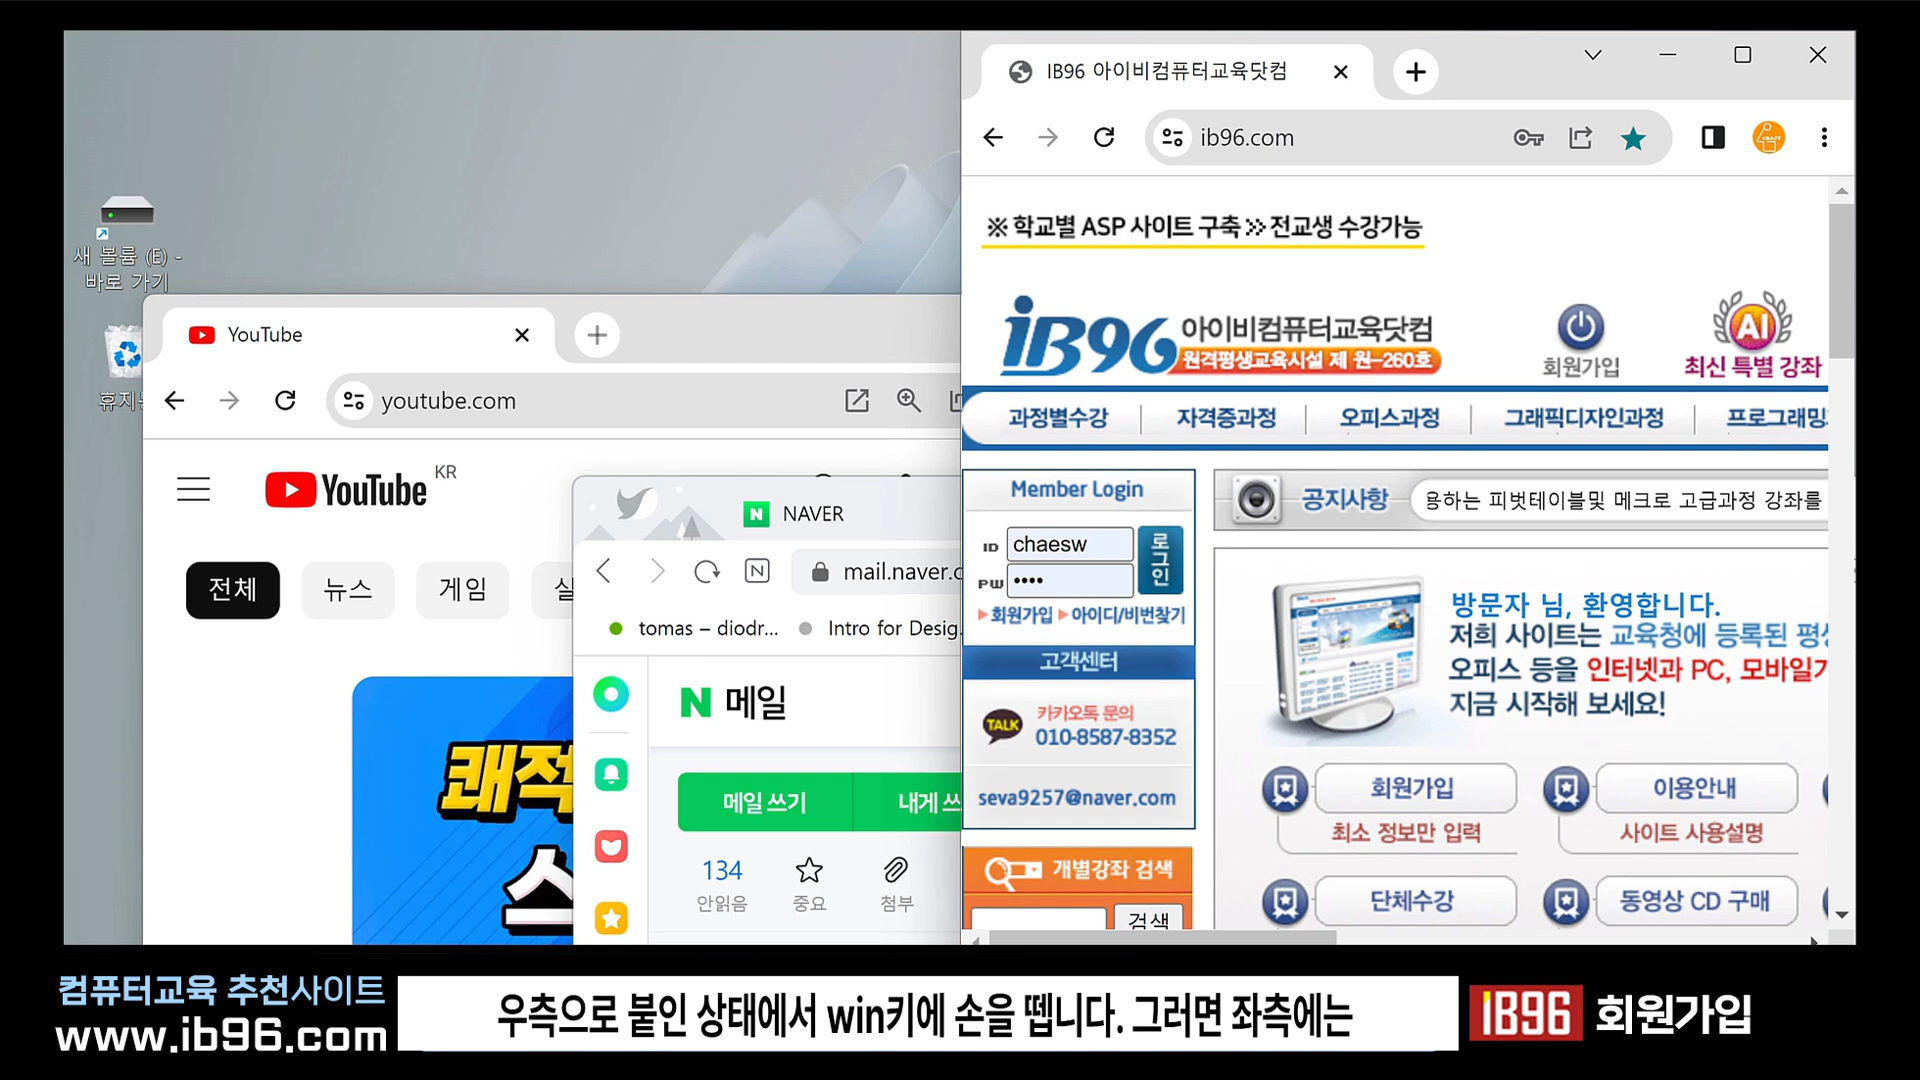 새 볼륨 (E) -
바로 가기
휴지
YouTube
youtube.com
YouTube KR
전체
뉴스
게임
쾌적
스
NAVER
mail.naver.c
tomas – diodr...
Intro for Desig.
N 메일
메일 쓰기
내게 쓰
134
안읽음
중요
첨부
IB96 아이비컴퓨터교육닷컴
ib96.com
※ 학교별 ASP 사이트 구축 >> 전교생 수강가능
iB96 아이비컴퓨터교육닷컴
원격평생교육시설 제 원-260호
회원가입
AI
최신 특별 강좌
과정별수강
자격증과정
오피스과정
그래픽디자인과정
프로그래밍
Member Login
ID chaesw
PW ••••
로그인
▶회원가입 ▶아이디/비번찾기
고객센터
TALK
카카오톡 문의
010-8587-8352
seva9257@naver.com
개별강좌 검색
검색
공지사항
용하는 피벗테이블및 메크로 고급과정 강좌를
방문자 님, 환영합니다.
저희 사이트는 교육청에 등록된 평
오피스 등을 인터넷과 PC, 모바일기
지금 시작해 보세요!
회원가입
최소 정보만 입력
이용안내
사이트 사용설명
단체수강
동영상 CD 구매
컴퓨터교육 추천사이트
www.ib96.com
우측으로 붙인 상태에서 win키에 손을 뗍니다. 그러면 좌측에는
IB96 회원가입